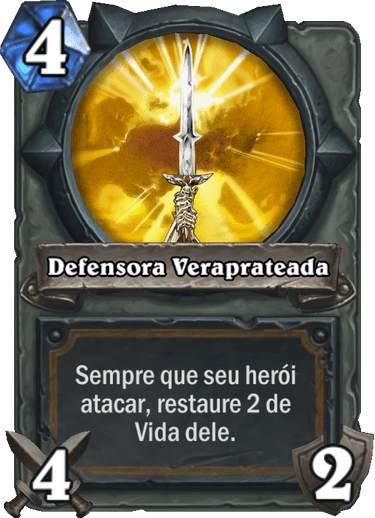 4
Defensora Veraprateada
Sempre que seu herói
atacar, restaure 2 de
Vida dele.
4
2